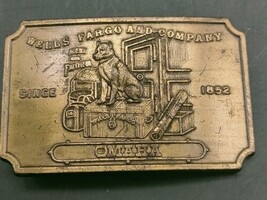 WELLS FARGO AND COMPANY
SINCE 1852
OMAHA